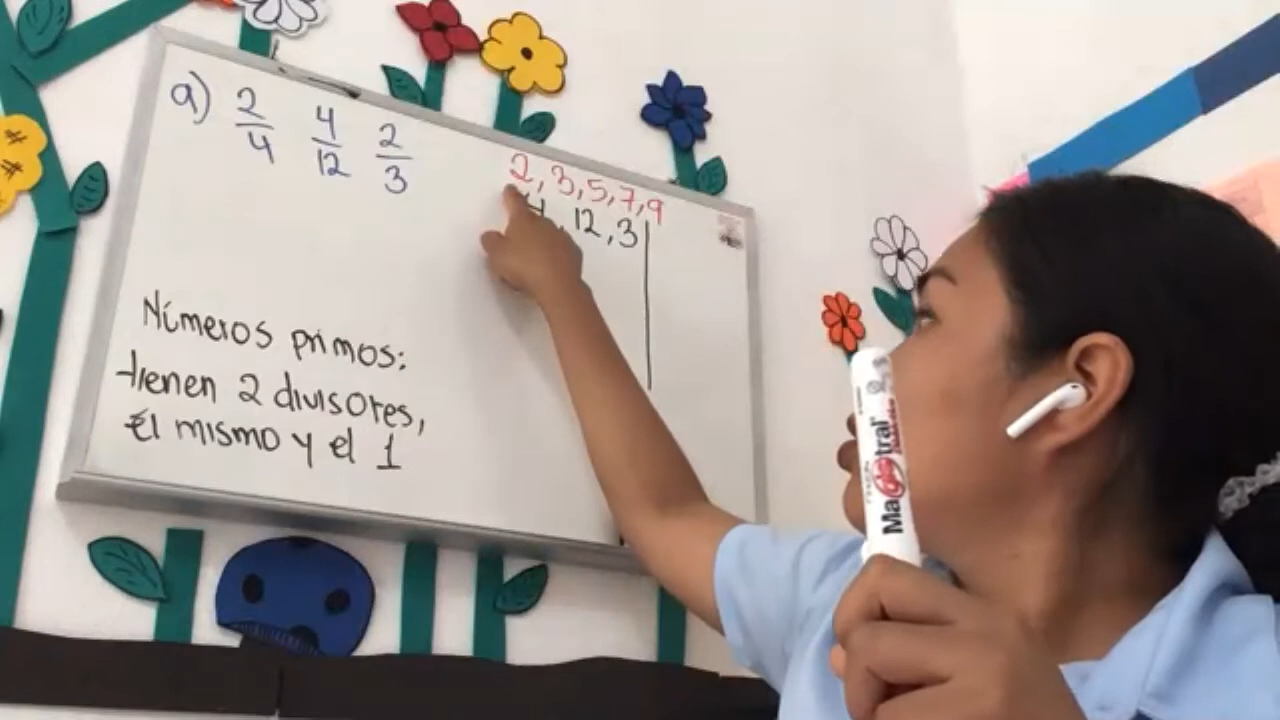 a) 2/4 4/12 2/3
2, 3, 5, 7, 9
4, 12, 3
Números primos:
tienen 2 divisores,
él mismo y el 1
Magistral